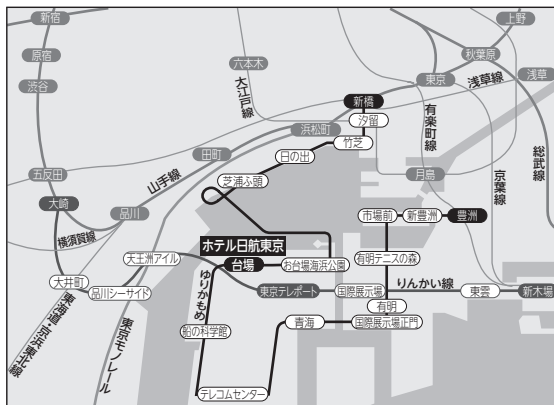 新宿
上野
原宿
六本木
秋葉原
浅草
渋谷
大江戸線
東京
新橋
浅草線
汐留
浜松町
有楽町線
竹芝
田町
日の出
総武線
五反田
山手線
芝浦ふ頭
月島
京葉線
大崎
品川
市場前
新豊洲
豊洲
横須賀線
ホテル日航東京
天王洲アイル
台場
お台場海浜公園
有明テニスの森
大井町
品川シーサイド
ゆりかもめ
東京テレポート
国際展示場
りんかい線
東雲
新木場
有明
東海道・京浜東北線
東京モノレール
船の科学館
青海
国際展示場正門
テレコムセンター